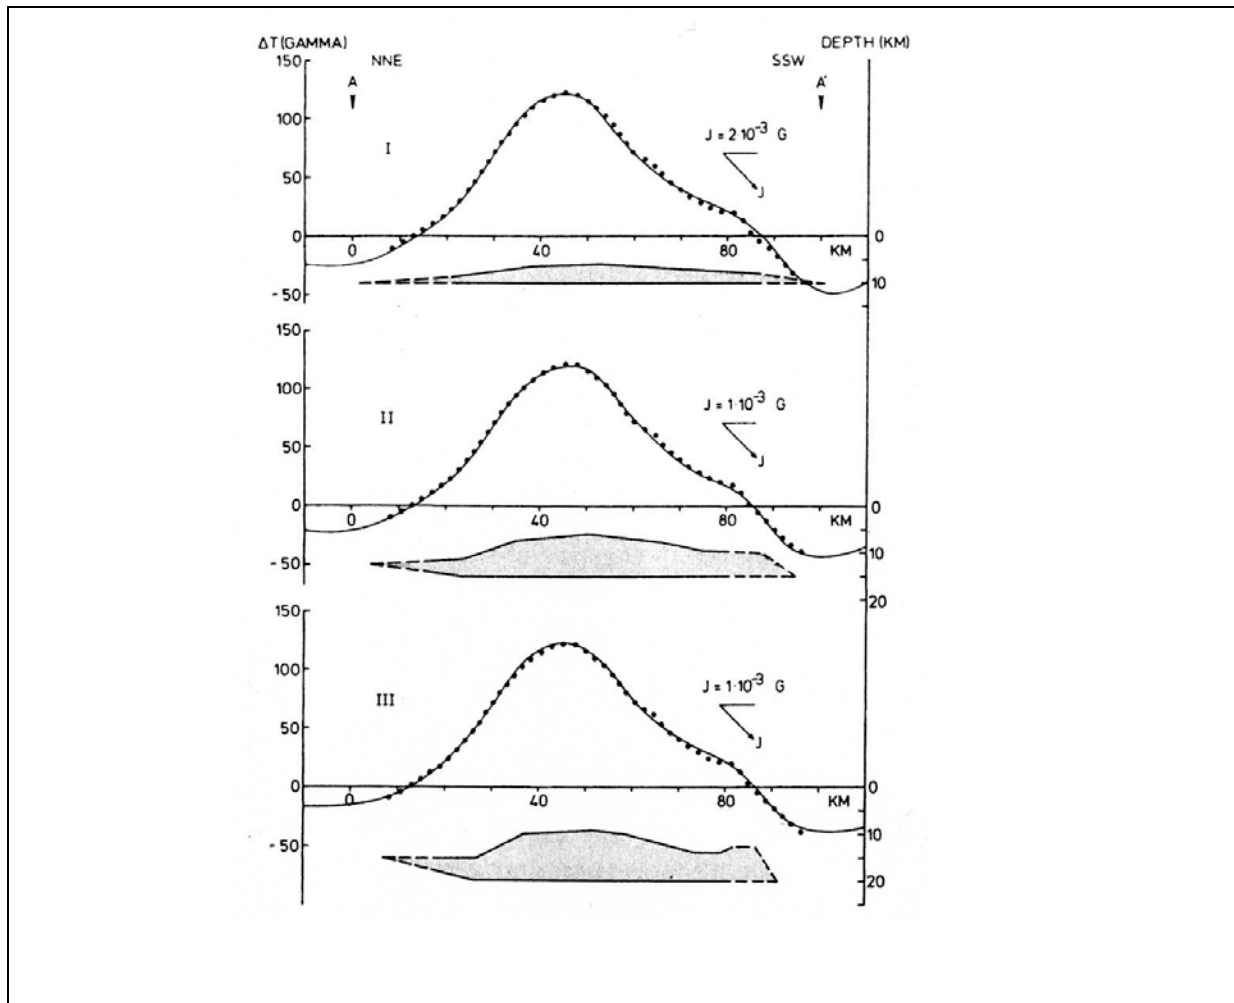 ΔT(GAMMA) DEPTH (KM)
150 NNE SSW
A A'
100
J = 2·10⁻³ G
I
50 J
0 0
0 40 80 KM
-50 10
150
100
J = 1·10⁻³ G
II
50 J
0 0
0 40 80 KM
10
-50
20
150
100
J = 1·10⁻³ G
III
50 J
0 0
0 40 80 KM
10
-50
20